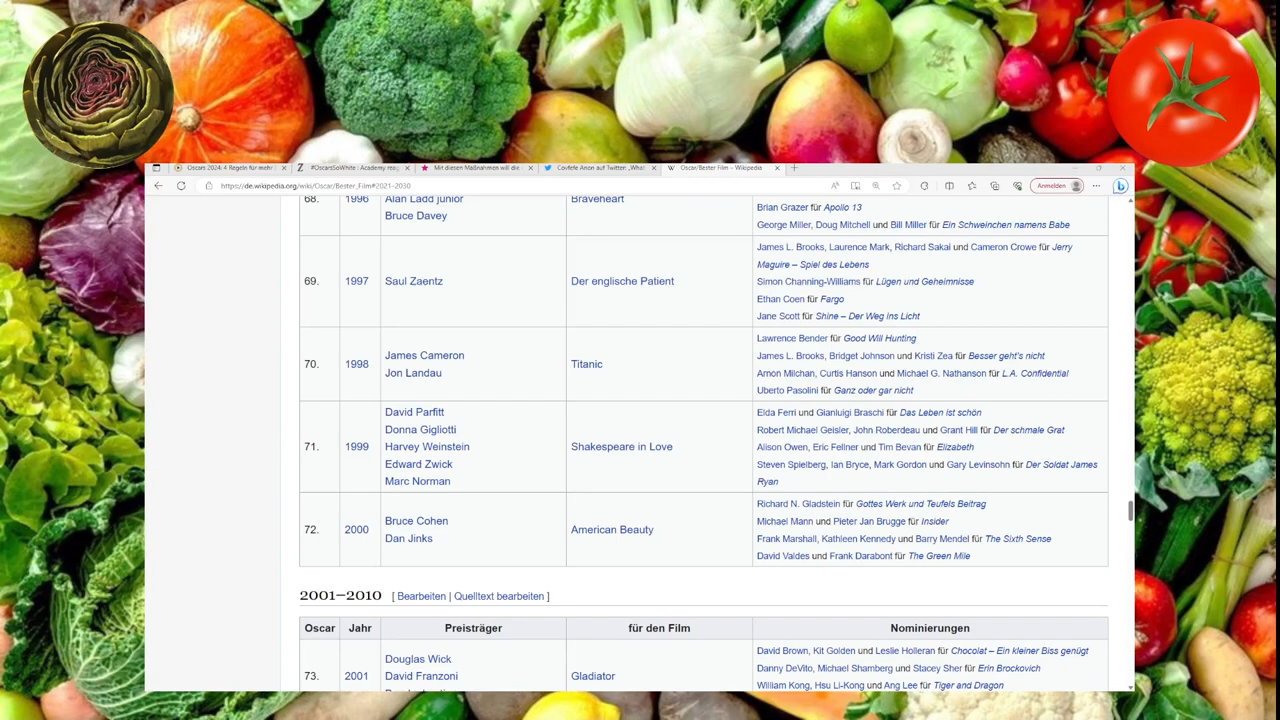 Oscars 2024: 4 Regeln für mehr
#OscarsSoWhite : Academy reag
Mit diesen Maßnahmen will die
Covfefe Anon auf Twitter: „What
Oscar/Bester Film – Wikipedia
https://de.wikipedia.org/wiki/Oscar/Bester_Film#2021–2030
Anmelden
68. 1996 Alan Ladd junior Braveheart
Bruce Davey
Brian Grazer für Apollo 13
George Miller, Doug Mitchell und Bill Miller für Ein Schweinchen namens Babe
69. 1997 Saul Zaentz Der englische Patient
James L. Brooks, Laurence Mark, Richard Sakai und Cameron Crowe für Jerry
Maguire – Spiel des Lebens
Simon Channing-Williams für Lügen und Geheimnisse
Ethan Coen für Fargo
Jane Scott für Shine – Der Weg ins Licht
70. 1998 James Cameron Titanic
Jon Landau
Lawrence Bender für Good Will Hunting
James L. Brooks, Bridget Johnson und Kristi Zea für Besser geht's nicht
Arnon Milchan, Curtis Hanson und Michael G. Nathanson für L.A. Confidential
Uberto Pasolini für Ganz oder gar nicht
71. 1999 David Parfitt Shakespeare in Love
Donna Gigliotti
Harvey Weinstein
Edward Zwick
Marc Norman
Elda Ferri und Gianluigi Braschi für Das Leben ist schön
Robert Michael Geisler, John Roberdeau und Grant Hill für Der schmale Grat
Alison Owen, Eric Fellner und Tim Bevan für Elizabeth
Steven Spielberg, Ian Bryce, Mark Gordon und Gary Levinsohn für Der Soldat James
Ryan
72. 2000 Bruce Cohen American Beauty
Dan Jinks
Richard N. Gladstein für Gottes Werk und Teufels Beitrag
Michael Mann und Pieter Jan Brugge für Insider
Frank Marshall, Kathleen Kennedy und Barry Mendel für The Sixth Sense
David Valdes und Frank Darabont für The Green Mile
2001–2010 [ Bearbeiten | Quelltext bearbeiten ]
Oscar Jahr Preisträger für den Film Nominierungen
73. 2001 Douglas Wick Gladiator
David Franzoni
David Brown, Kit Golden und Leslie Holleran für Chocolat – Ein kleiner Biss genügt
Danny DeVito, Michael Shamberg und Stacey Sher für Erin Brockovich
William Kong, Hsu Li-Kong und Ang Lee für Tiger and Dragon